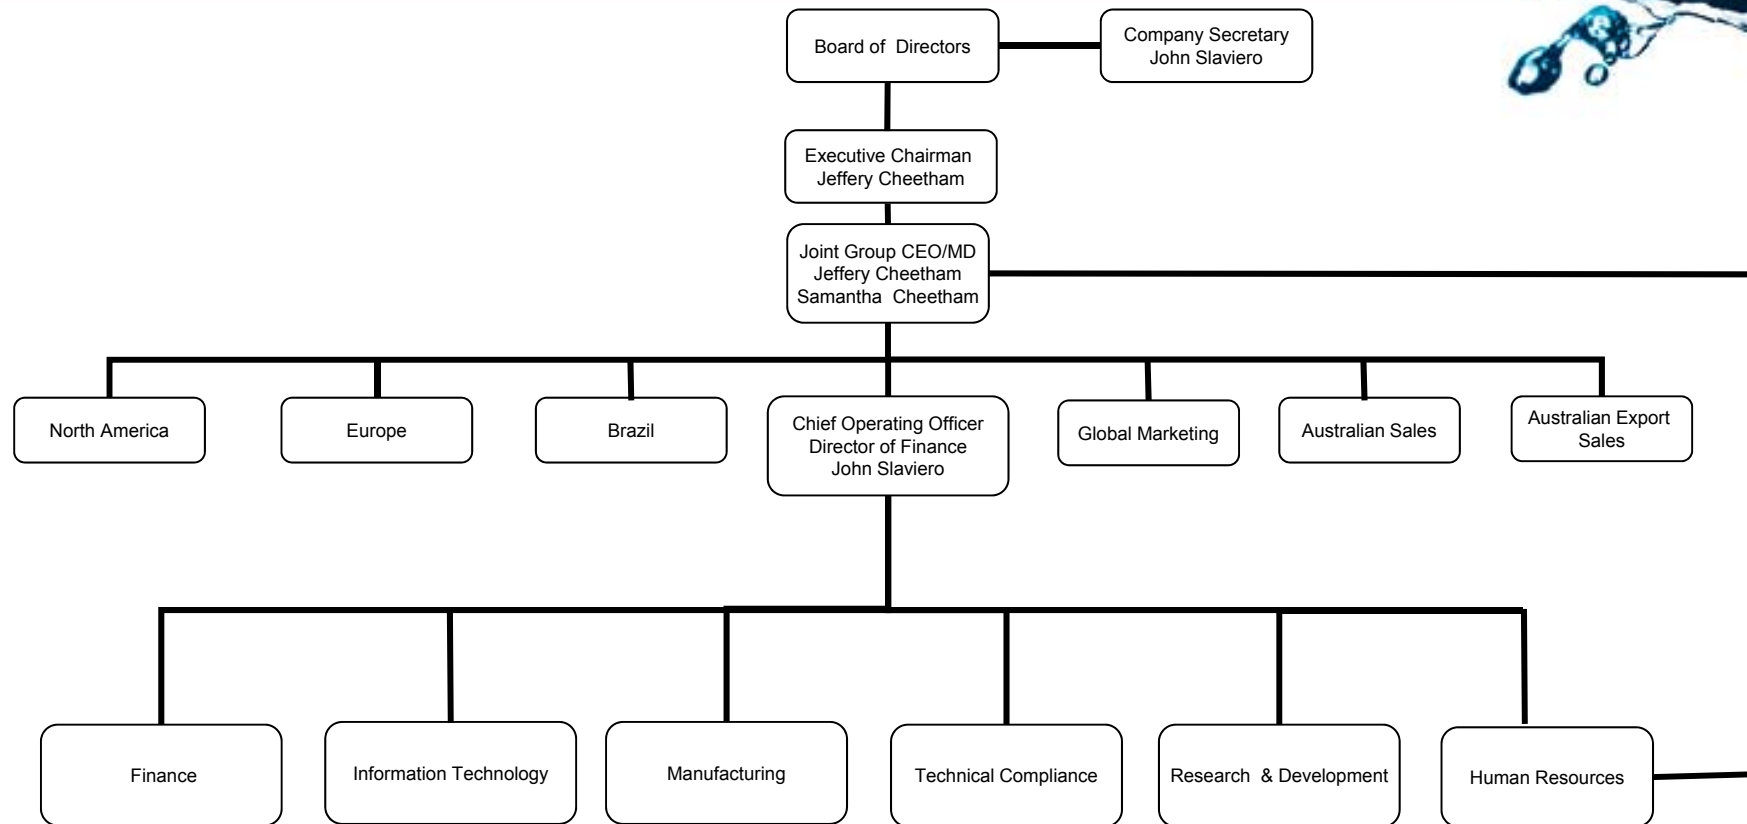 Board of Directors
Company Secretary
John Slaviero
Executive Chairman
Jeffery Cheetham
Joint Group CEO/MD
Jeffery Cheetham
Samantha Cheetham
North America
Europe
Brazil
Chief Operating Officer
Director of Finance
John Slaviero
Global Marketing
Australian Sales
Australian Export
Sales
Finance
Information Technology
Manufacturing
Technical Compliance
Research & Development
Human Resources